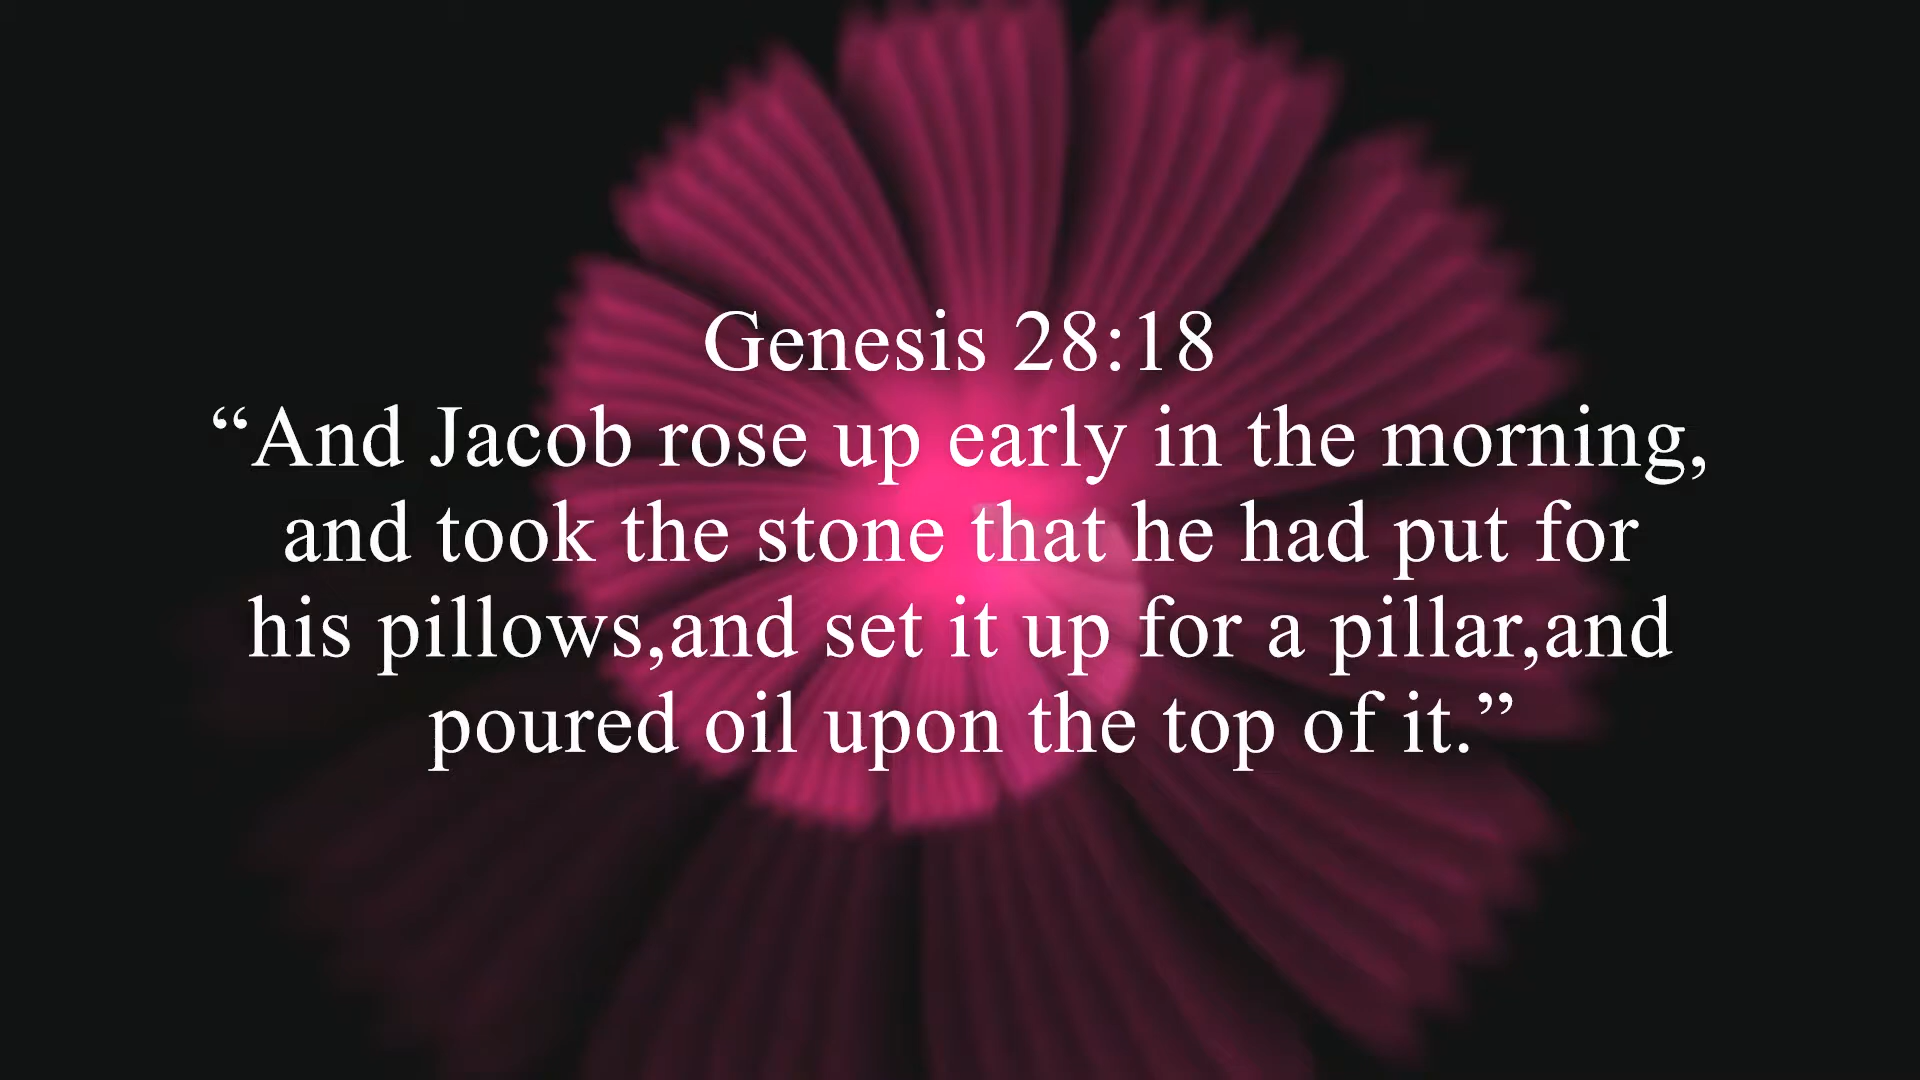 Genesis 28:18
“And Jacob rose up early in the morning,
and took the stone that he had put for
his pillows,and set it up for a pillar,and
poured oil upon the top of it.”